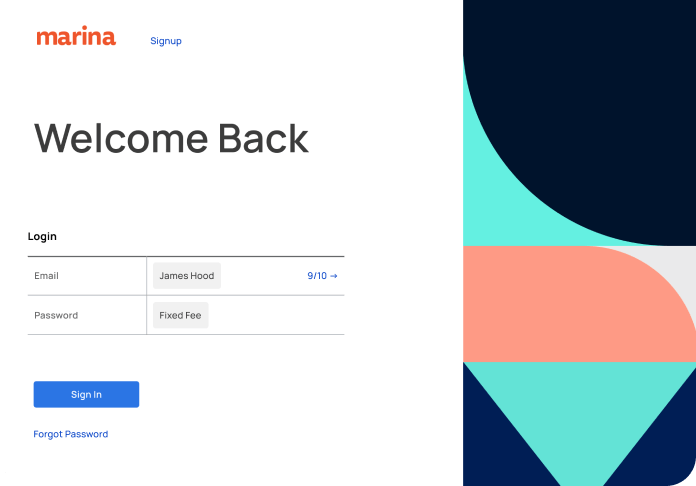 marina
Signup
Welcome Back
Login
Email James Hood 9/10 →
Password Fixed Fee
Sign In
Forgot Password